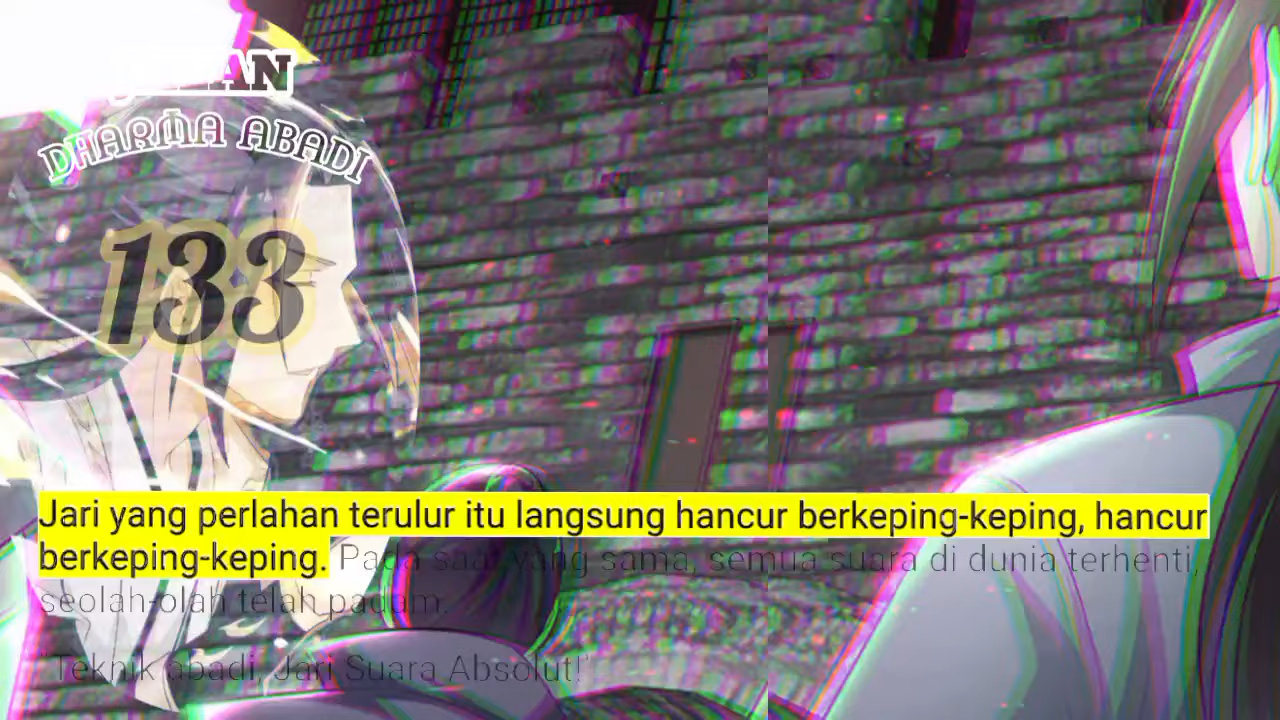 DHARMA ABADI
133
Jari yang perlahan terulur itu langsung hancur berkeping-keping, hancur
berkeping-keping. Pada saat yang sama, semua suara di dunia terhenti,
seolah-olah telah padam.
"Teknik abadi, Jari Suara Absolut!"